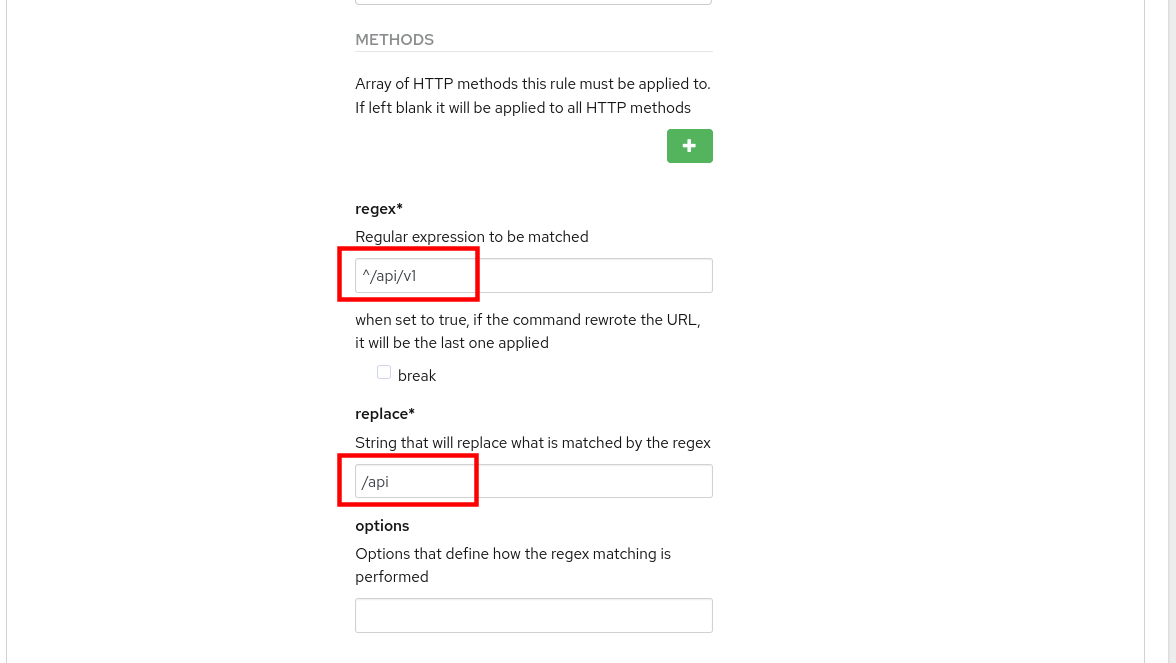 METHODS
Array of HTTP methods this rule must be applied to.
If left blank it will be applied to all HTTP methods
regex*
Regular expression to be matched
^/api/v1
when set to true, if the command rewrote the URL,
it will be the last one applied
break
replace*
String that will replace what is matched by the regex
/api
options
Options that define how the regex matching is
performed